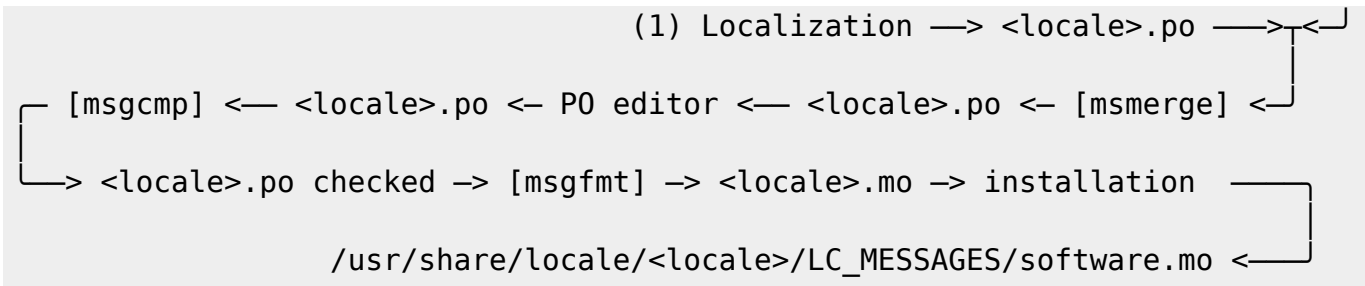 (1) Localization ——> <locale>.po ———>┬<—╯
╭— [msgcmp] <—— <locale>.po <— PO editor <—— <locale>.po <— [msmerge] <—╯
╰——> <locale>.po checked —> [msgfmt] —> <locale>.mo —> installation ————╮
/usr/share/locale/<locale>/LC_MESSAGES/software.mo <———╯